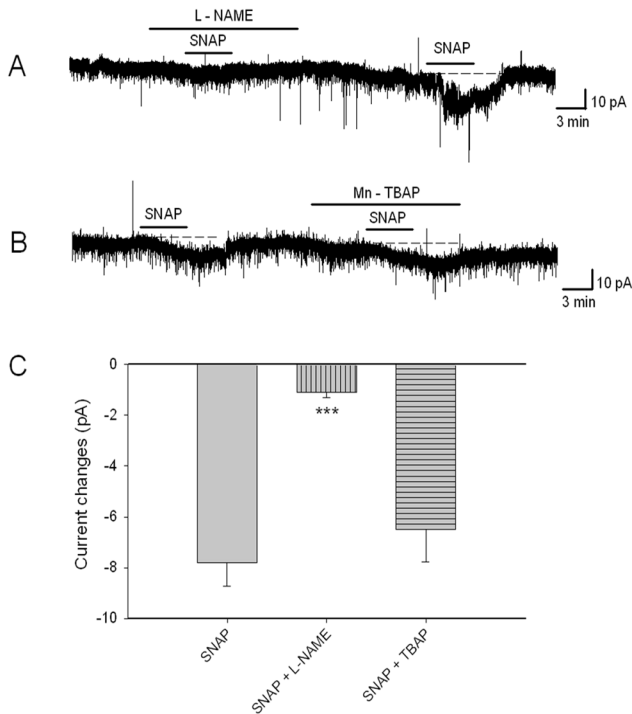 L - NAME
SNAP
SNAP
A
10 pA
3 min
Mn - TBAP
SNAP
SNAP
B
10 pA
3 min
C
0
-2
-4
-6
-8
-10
Current changes (pA)
***
SNAP
SNAP + L-NAME
SNAP + TBAP